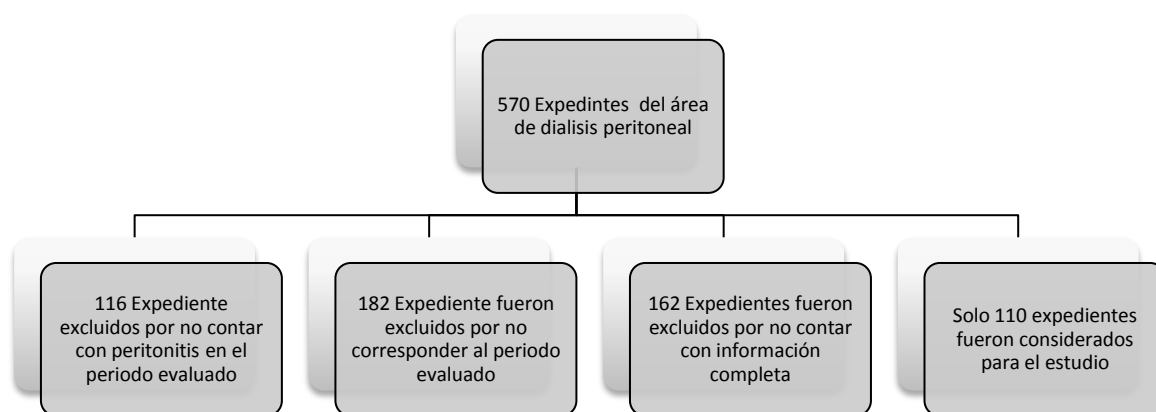 570 Expedintes del área
de dialisis peritoneal
116 Expediente
excluidos por no contar
con peritonitis en el
periodo evaluado
182 Expediente fueron
excluidos por no
corresponder al periodo
evaluado
162 Expedientes fueron
excluidos por no contar
con información
completa
Solo 110 expedientes
fueron considerados
para el estudio